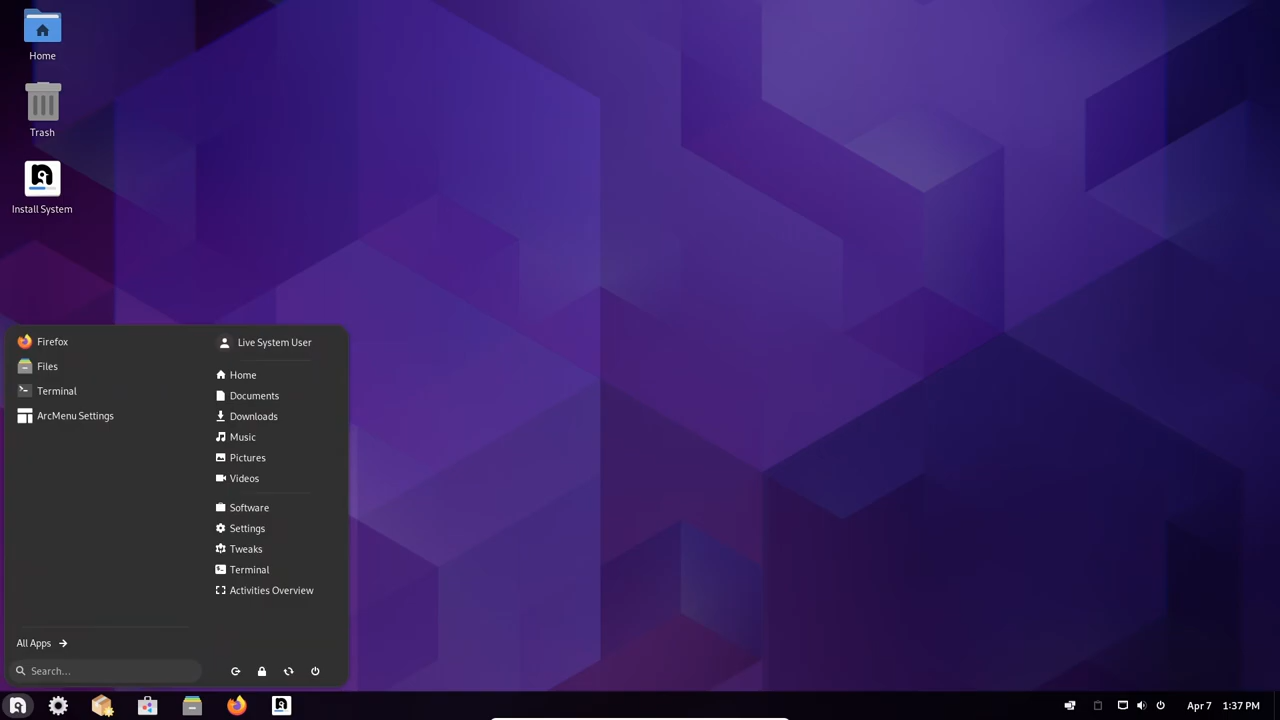 Home
Trash
Install System
Firefox
Files
Terminal
ArcMenu Settings
All Apps
Search...
Live System User
Home
Documents
Downloads
Music
Pictures
Videos
Software
Settings
Tweaks
Terminal
Activities Overview
Apr 7 1:37 PM